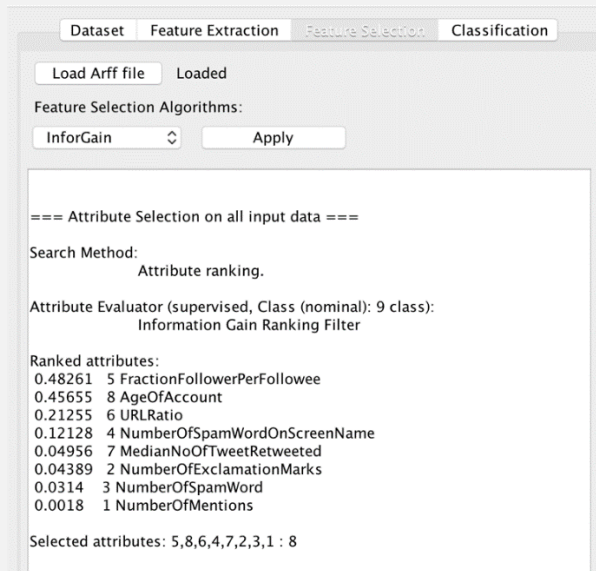 Dataset Feature Extraction Feature Selection Classification
Load Arff file Loaded
Feature Selection Algorithms:
InforGain Apply
=== Attribute Selection on all input data ===
Search Method:
Attribute ranking.
Attribute Evaluator (supervised, Class (nominal): 9 class):
Information Gain Ranking Filter
Ranked attributes:
0.48261 5 FractionFollowerPerFollowee
0.45655 8 AgeOfAccount
0.21255 6 URLRatio
0.12128 4 NumberOfSpamWordOnScreenName
0.04956 7 MedianNoOfTweetRetweeted
0.04389 2 NumberOfExclamationMarks
0.0314 3 NumberOfSpamWord
0.0018 1 NumberOfMentions
Selected attributes: 5,8,6,4,7,2,3,1 : 8